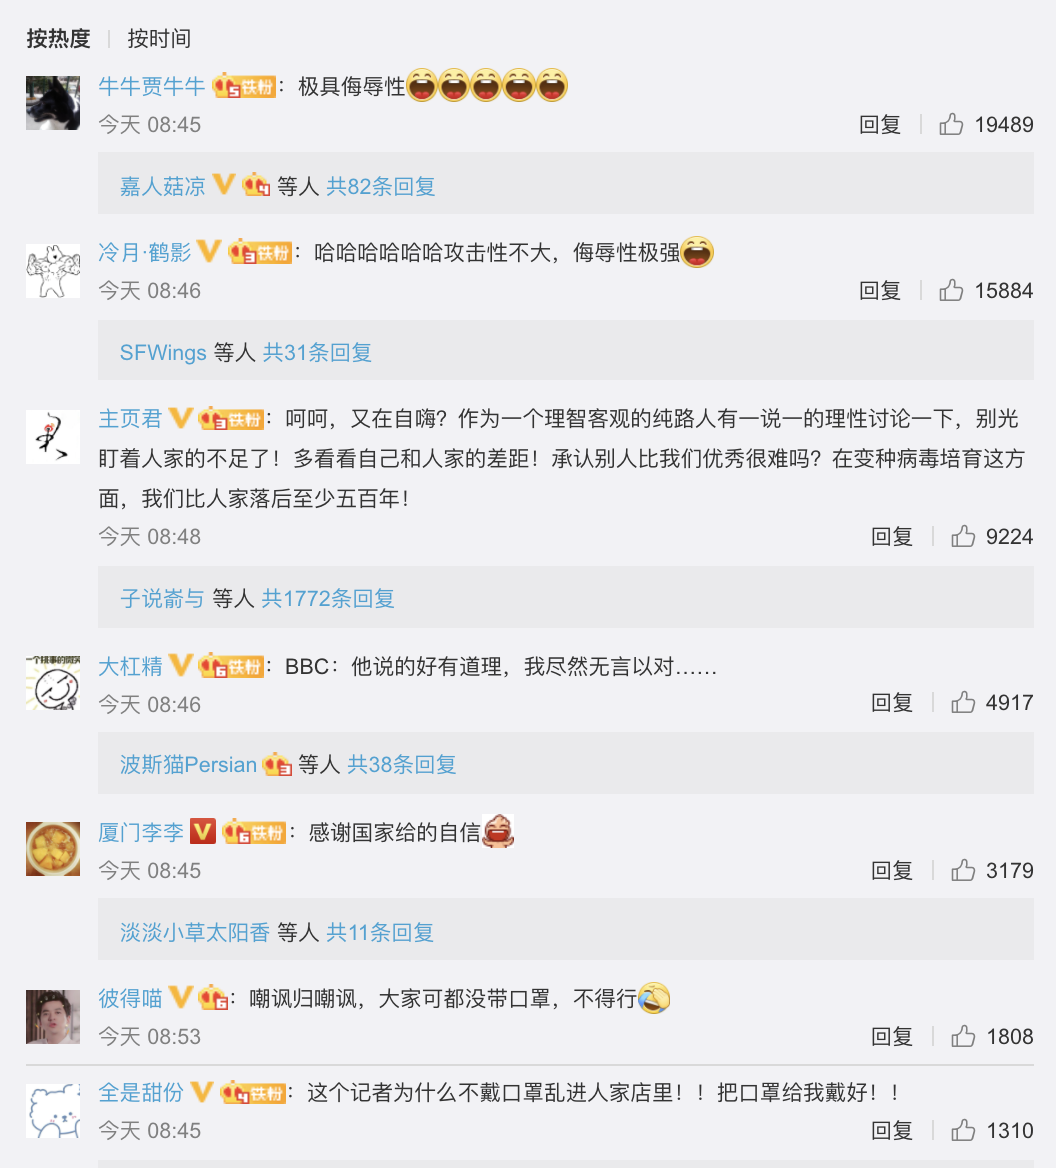 按热度 | 按时间
牛牛贾牛牛 5铁粉：极具侮辱性
今天 08:45 回复 19489
嘉人菇凉 V 4 等人 共82条回复
冷月·鹤影 V 3铁粉：哈哈哈哈哈哈攻击性不大，侮辱性极强
今天 08:46 回复 15884
SFWings 等人 共31条回复
主页君 V 3铁粉：呵呵，又在自嗨？作为一个理智客观的纯路人有一说一的理性讨论一下，别光
盯着人家的不足了！多看看自己和人家的差距！承认别人比我们优秀很难吗？在变种病毒培育这方
面，我们比人家落后至少五百年！
今天 08:48 回复 9224
子说嵛与 等人 共1772条回复
大杠精 V 6铁粉：BBC：他说的好有道理，我尽然无言以对……
今天 08:46 回复 4917
波斯猫Persian 3 等人 共38条回复
厦门李李 V 6铁粉：感谢国家给的自信
今天 08:45 回复 3179
淡淡小草太阳香 等人 共11条回复
彼得喵 V 6：嘲讽归嘲讽，大家可都没带口罩，不得行
今天 08:53 回复 1808
全是甜份 V 4铁粉：这个记者为什么不戴口罩乱进人家店里！！把口罩给我戴好！！
今天 08:45 回复 1310